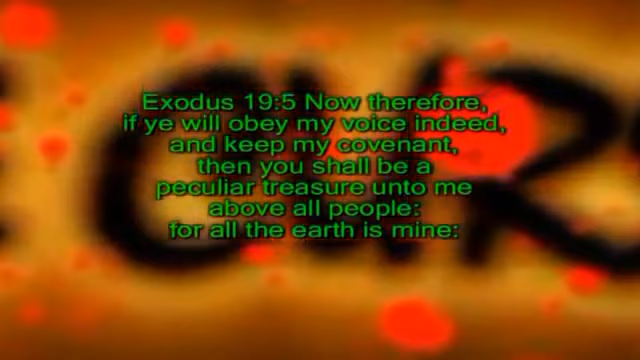 Exodus 19:5 Now therefore,
if ye will obey my voice indeed,
and keep my covenant,
then you shall be a
peculiar treasure unto me
above all people:
for all the earth is mine: